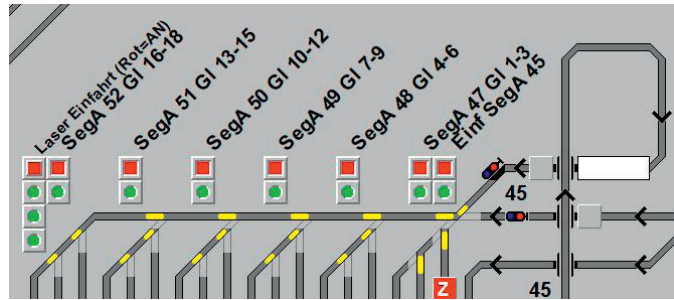 Laser Einfahrt (Rot=AN)
SegA 52 Gl 16-18
SegA 51 Gl 13-15
SegA 50 Gl 10-12
SegA 49 Gl 7-9
SegA 48 Gl 4-6
SegA 47 Gl 1-3
Einf SegA 45
45
45
Z